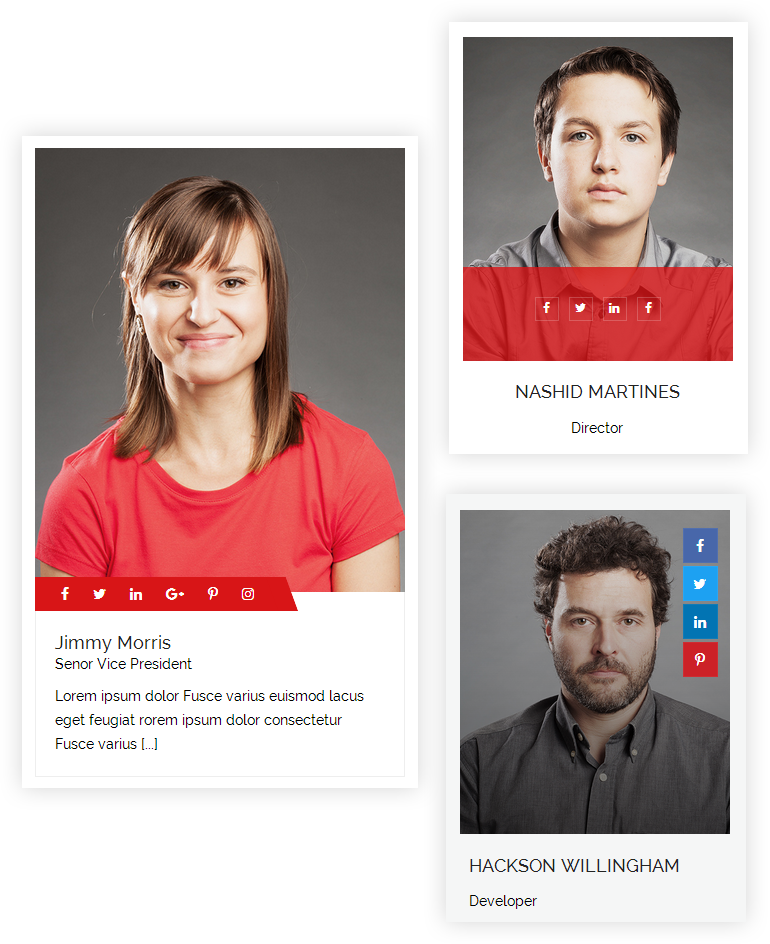 Jimmy Morris
Senor Vice President
Lorem ipsum dolor Fusce varius euismod lacus
eget feugiat rorem ipsum dolor consectetur
Fusce varius [...]
NASHID MARTINES
Director
HACKSON WILLINGHAM
Developer